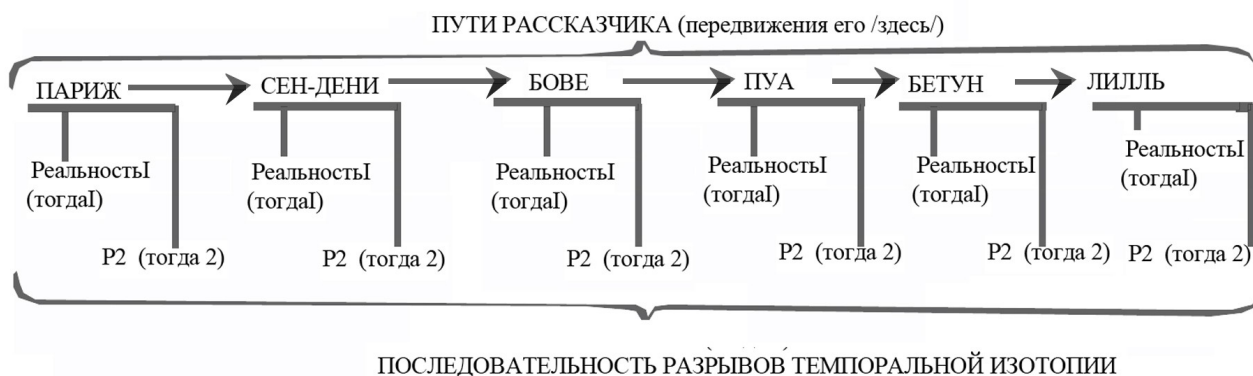 ПУТИ РАССКАЗЧИКА (передвижения его /здесь/)
ПАРИЖ СЕН-ДЕНИ БОВЕ ПУА БЕТУН ЛИЛЛЬ
РеальностьI РеальностьI РеальностьI РеальностьI РеальностьI РеальностьI
(тогдаI) (тогдаI) (тогдаI) (тогдаI) (тогдаI) (тогдаI)
Р2 (тогда 2) Р2 (тогда 2) Р2 (тогда 2) Р2 (тогда 2) Р2 (тогда 2) Р2 (тогда 2)
ПОСЛЕДОВАТЕЛЬНОСТЬ РАЗРЫВОВ ТЕМПОРАЛЬНОЙ ИЗОТОПИИ